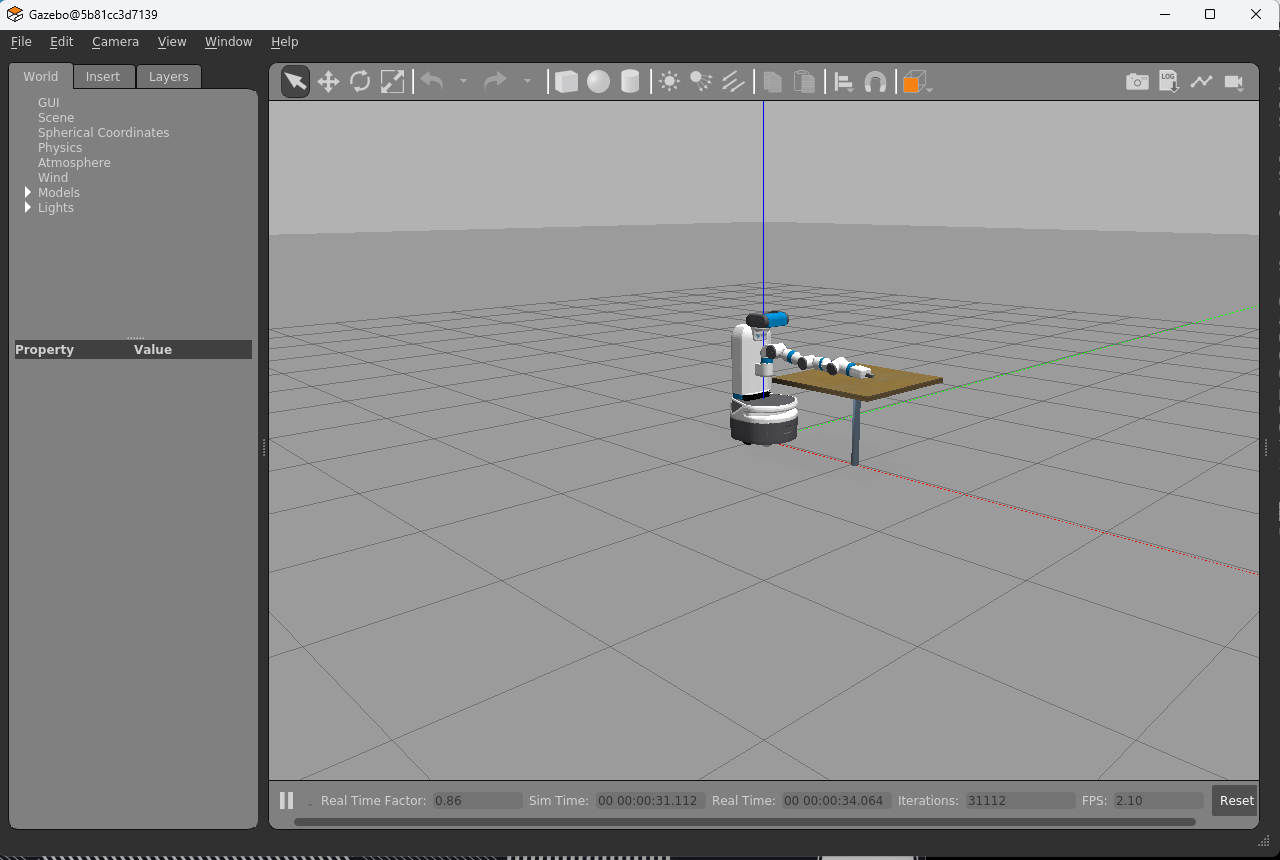 Gazebo@5b81cc3d7139
File Edit Camera View Window Help
World Insert Layers
GUI
Scene
Spherical Coordinates
Physics
Atmosphere
Wind
Models
Lights
Property Value
LOG
Real Time Factor: 0.86 Sim Time: 00 00:00:31.112 Real Time: 00 00:00:34.064 Iterations: 31112 FPS: 2.10 Reset